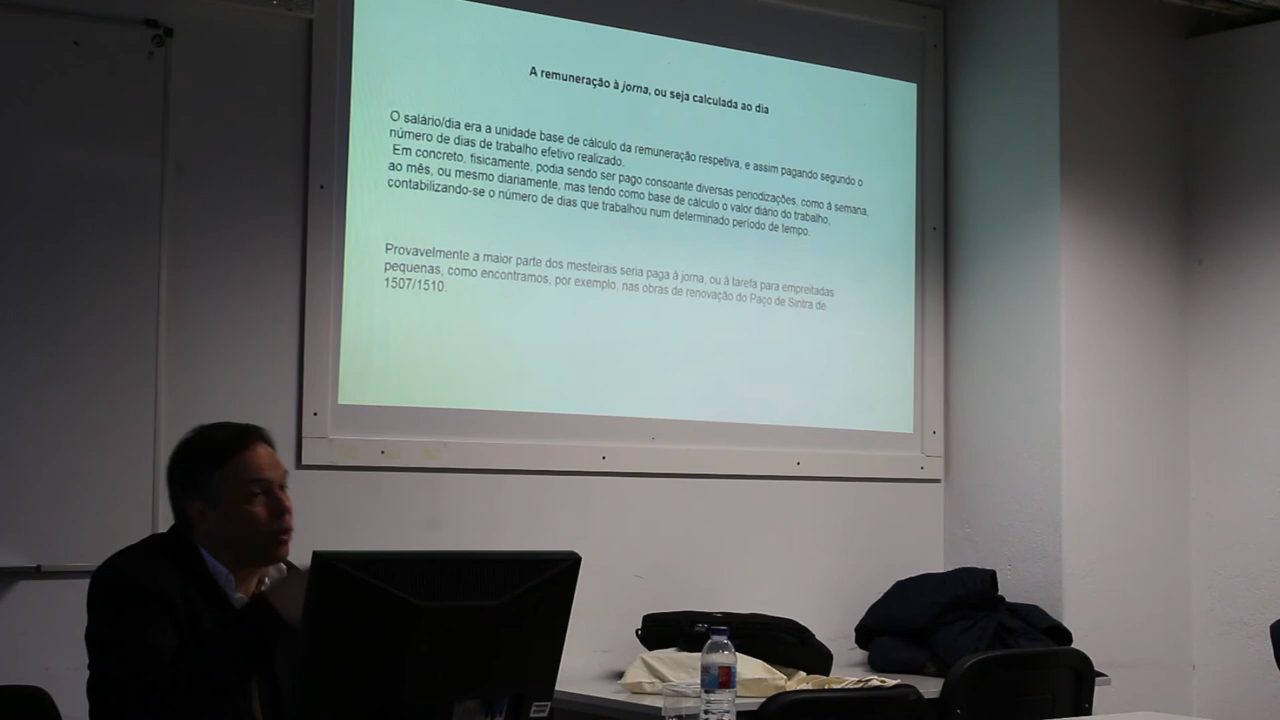 A remuneração à jorna, ou seja calculada ao dia
O salário/dia era a unidade base de cálculo da remuneração respetiva, e assim pagando segundo o
número de dias de trabalho efetivo realizado.
Em concreto, fisicamente, podia sendo ser pago consoante diversas periodizações, como à semana,
ao mês, ou mesmo diariamente, mas tendo como base de cálculo o valor diário do trabalho,
contabilizando-se o número de dias que trabalhou num determinado período de tempo.
Provavelmente a maior parte dos mesteirais seria paga à jorna, ou à tarefa para empreitadas
pequenas, como encontramos, por exemplo, nas obras de renovação do Paço de Sintra de
1507/1510.